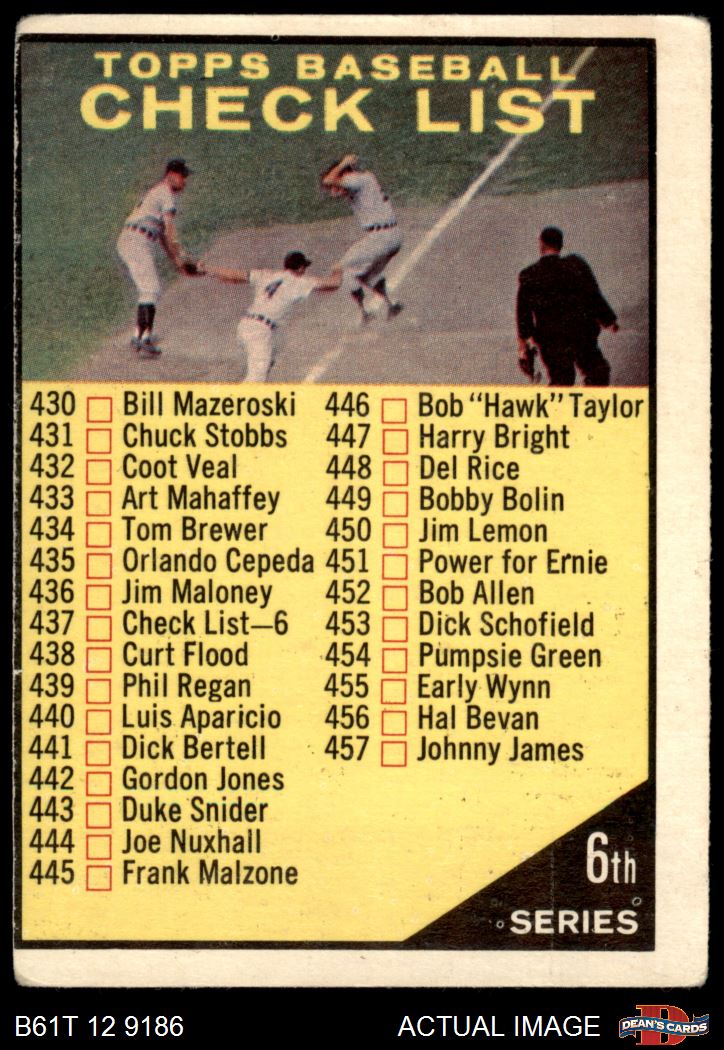 TOPPS BASEBALL
CHECK LIST
4
430 Bill Mazeroski
431 Chuck Stobbs
432 Coot Veal
433 Art Mahaffey
434 Tom Brewer
435 Orlando Cepeda
436 Jim Maloney
437 Check List—6
438 Curt Flood
439 Phil Regan
440 Luis Aparicio
441 Dick Bertell
442 Gordon Jones
443 Duke Snider
444 Joe Nuxhall
445 Frank Malzone
446 Bob "Hawk" Taylor
447 Harry Bright
448 Del Rice
449 Bobby Bolin
450 Jim Lemon
451 Power for Ernie
452 Bob Allen
453 Dick Schofield
454 Pumpsie Green
455 Early Wynn
456 Hal Bevan
457 Johnny James
6th
SERIES
B61T 12 9186
ACTUAL IMAGE
D
DEAN'S CARDS